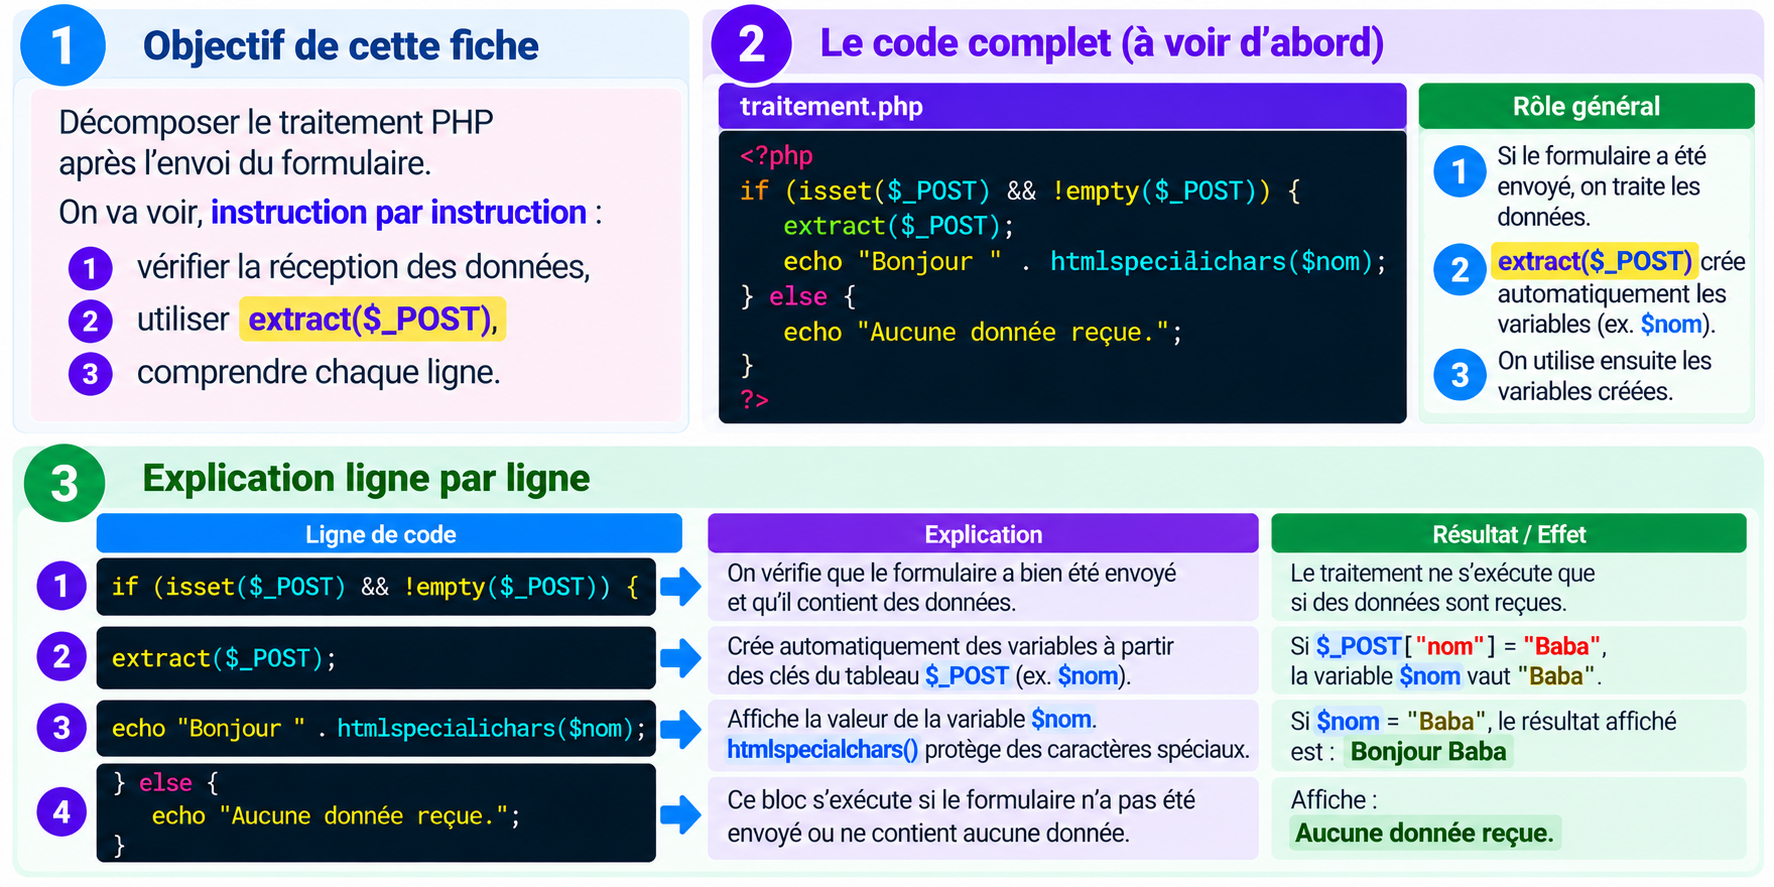 1 Objectif de cette fiche
Décomposer le traitement PHP
après l’envoi du formulaire.
On va voir, instruction par instruction :
1 vérifier la réception des données,
2 utiliser extract($_POST),
3 comprendre chaque ligne.
2 Le code complet (à voir d’abord)
traitement.php
<?php
if (isset($_POST) && !empty($_POST)) {
extract($_POST);
echo "Bonjour " . htmlspeciāichars($nom);
} else {
echo "Aucune donnée reçue.";
}
?>
Rôle général
1 Si le formulaire a été
envoyé, on traite les
données.
2 extract($_POST) crée
automatiquement les
variables (ex. $nom).
3 On utilise ensuite les
variables créées.
3 Explication ligne par ligne
Ligne de code
Explication
Résultat / Effet
1 if (isset($_POST) && !empty($_POST)) {
On vérifie que le formulaire a bien été envoyé
et qu’il contient des données.
Le traitement ne s’exécute que
si des données sont reçues.
2 extract($_POST);
Crée automatiquement des variables à partir
des clés du tableau $_POST (ex. $nom).
Si $_POST["nom"] = "Baba",
la variable $nom vaut "Baba".
3 echo "Bonjour " . htmlspecialichars($nom);
Affiche la valeur de la variable $nom.
htmlspecialchars() protège des caractères spéciaux.
Si $nom = "Baba", le résultat affiché
est : Bonjour Baba
4 } else {
echo "Aucune donnée reçue.";
}
Ce bloc s’exécute si le formulaire n’a pas été
envoyé ou ne contient aucune donnée.
Affiche :
Aucune donnée reçue.